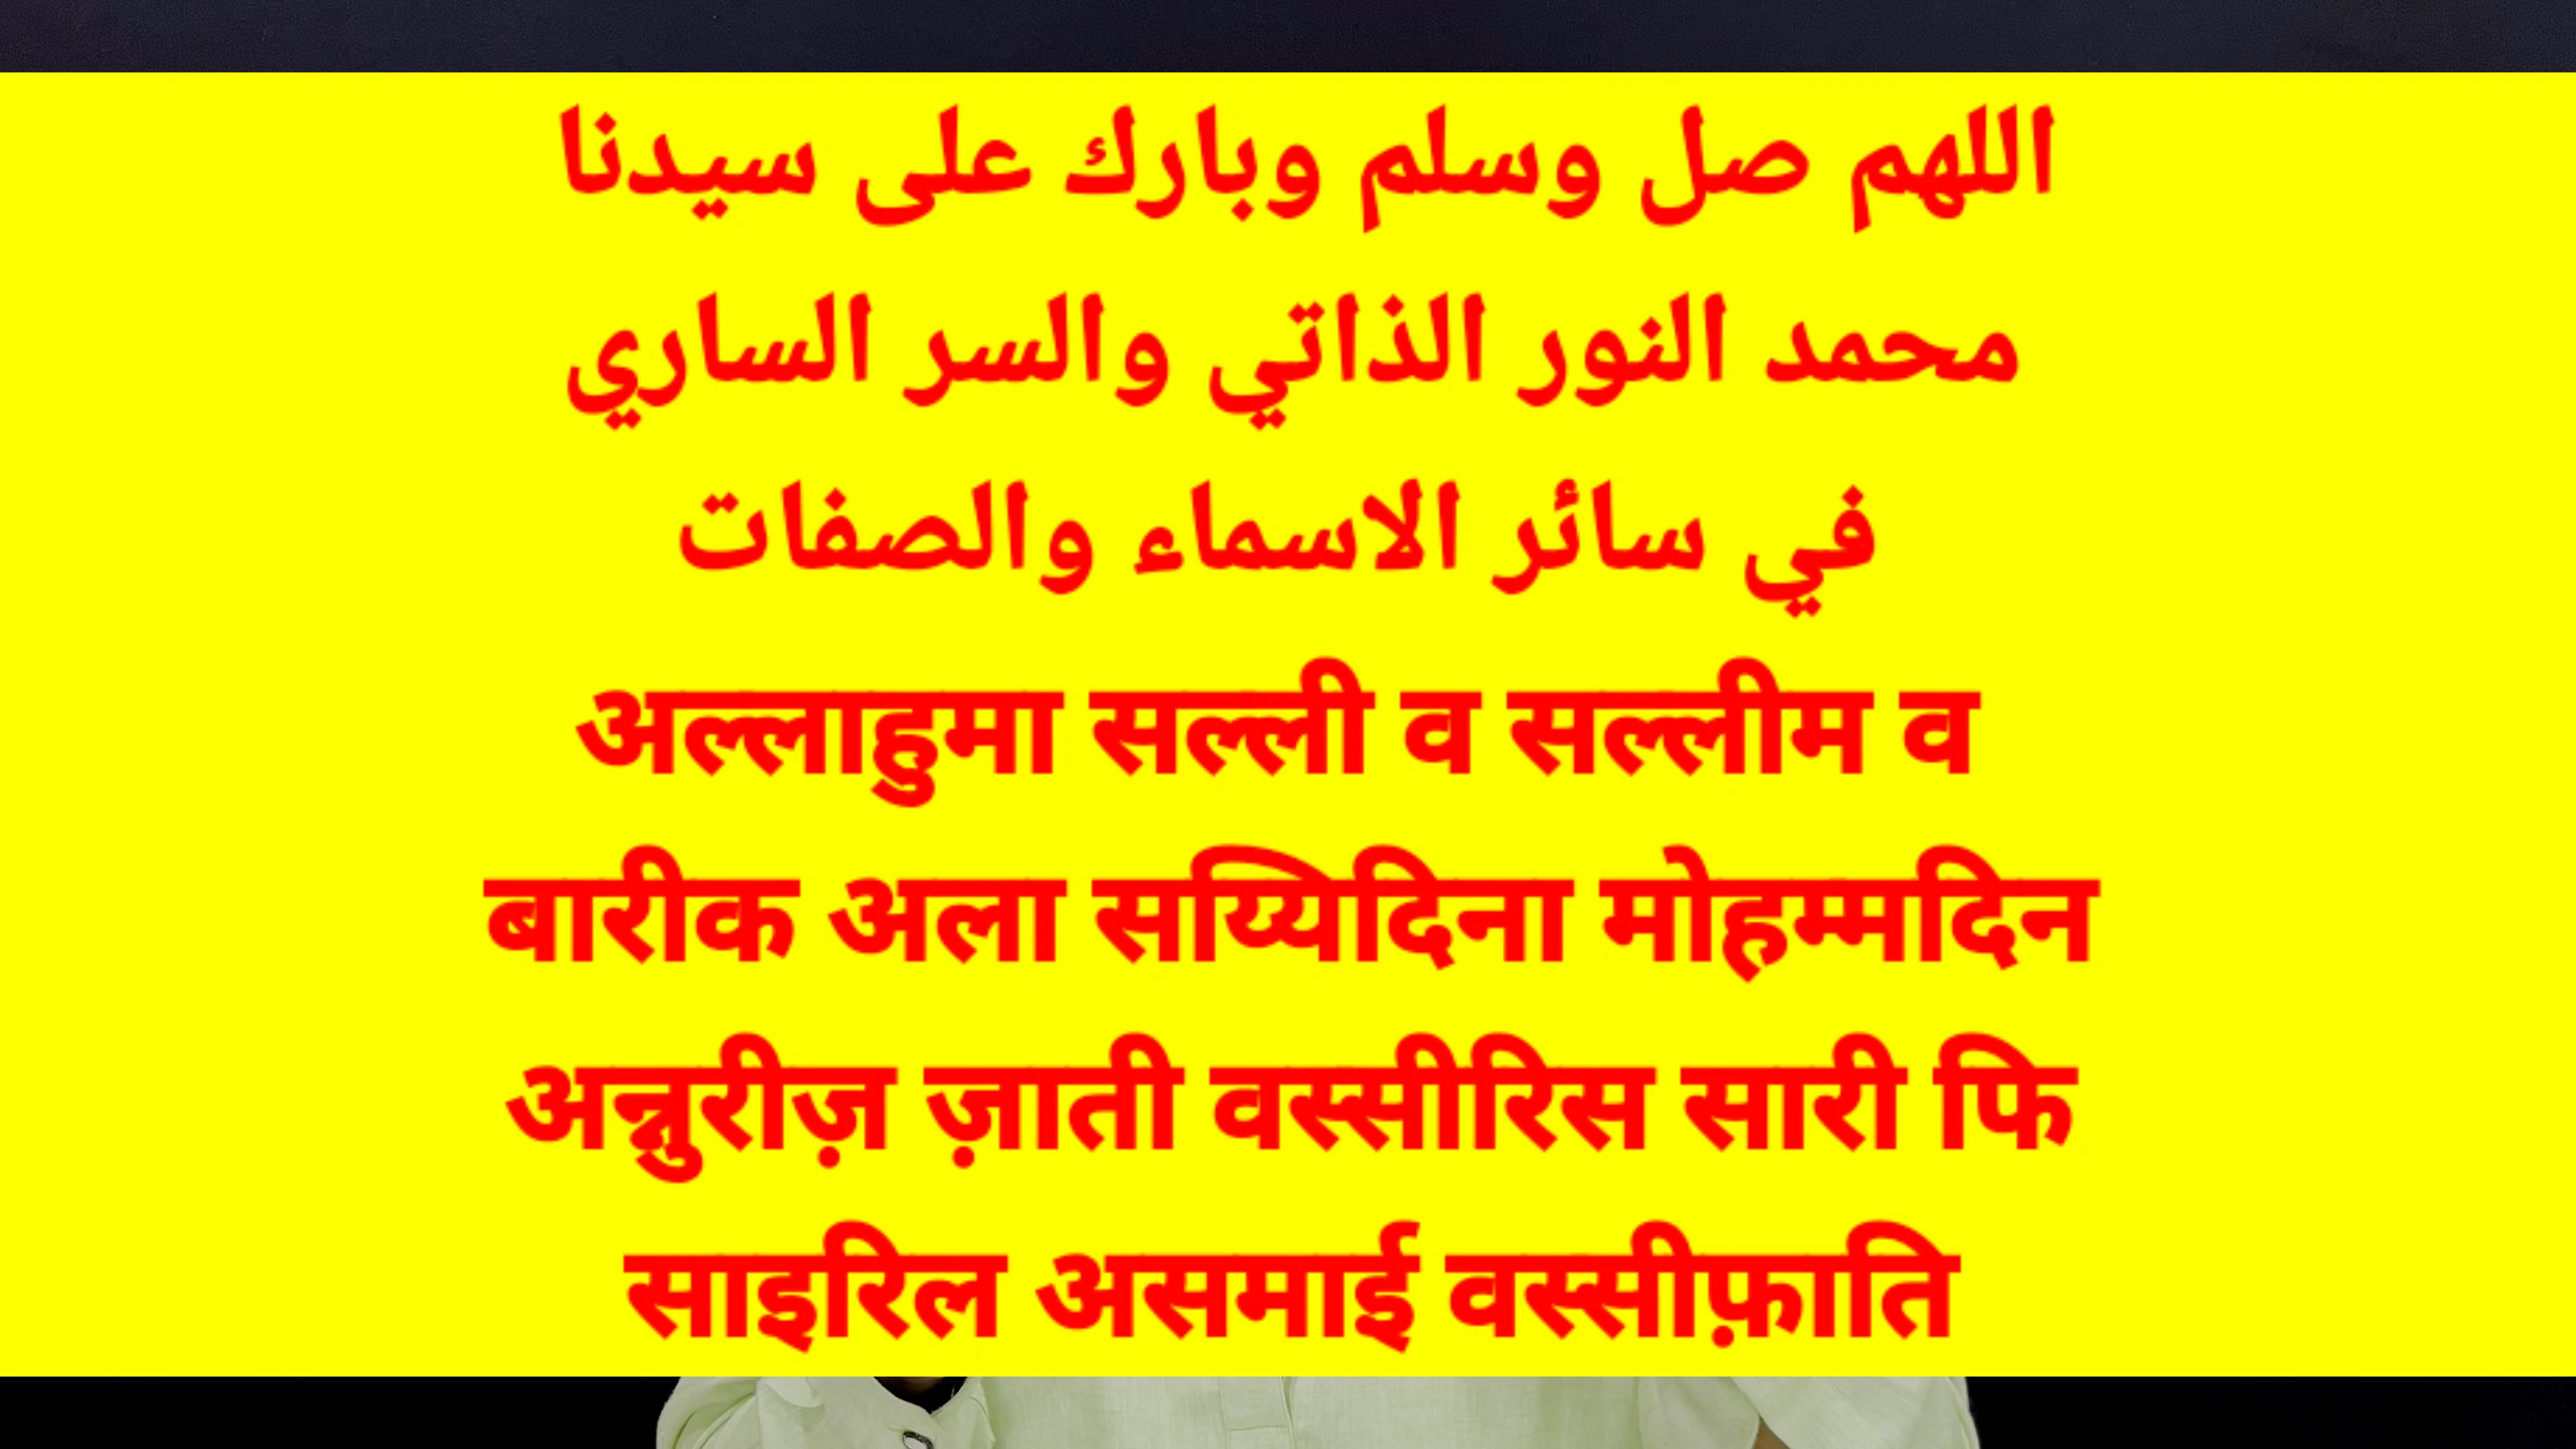 اللهم صل وسلم وبارك على سيدنا
محمد النور الذاتي والسر الساري
في سائر الاسماء والصفات
अल्लाहुमा सल्ली व सल्लीम व
बारीक अला सय्यिदिना मोहम्मदिन
अन्नुरीज़ ज़ाती वस्सीरिस सारी फि
साइरिल असमाई वस्सीफ़ाति